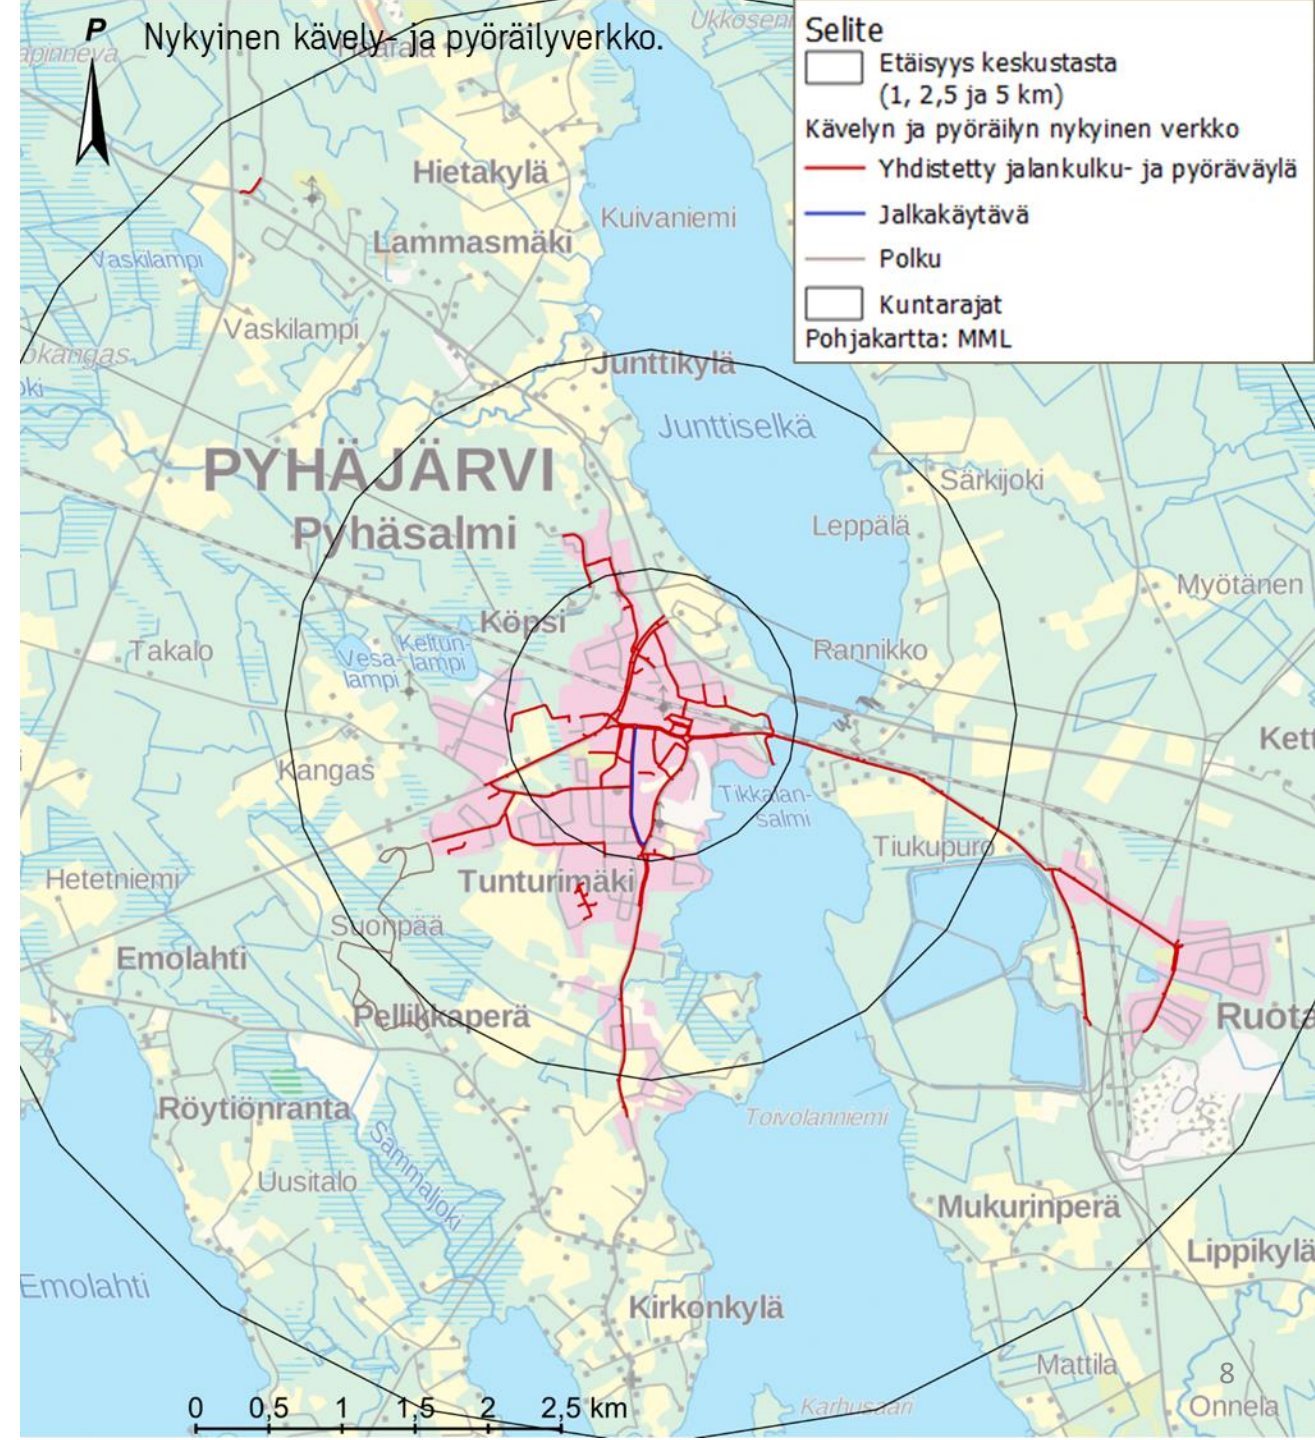 P
Nykyinen kävely- ja pyöräilyverkko.
Selite
Etäisyys keskustasta
(1, 2,5 ja 5 km)
Kävelyn ja pyöräilyn nykyinen verkko
Yhdistetty jalankulku- ja pyöräväylä
Jalkakäytävä
Polku
Kuntarajat
Pohjakartta: MML
Hietakylä
Kuivaniemi
Lammasmäki
Vaskilampi
Vaskilampi
Junttikylä
Junttiselkä
PYHÄJÄRVI
Särkijoki
Pyhäsalmi
Leppälä
Myötänen
Köpsi
Takalo
Keltun-
lampi
Vesa-
lampi
Rannikko
Kett
Kangas
Tikkalan-
salmi
Tiukupuro
Hetetniemi
Tunturimäki
Suonpää
Emolahti
Pellikkaperä
Ruota
Röytiönranta
Toivolanniemi
Sammaljoki
Uusitalo
Mukurinperä
Lippikylä
Emolahti
Kirkonkylä
Mattila
8
Karhusaari
Onnela
0 0,5 1 1,5 2 2,5 km